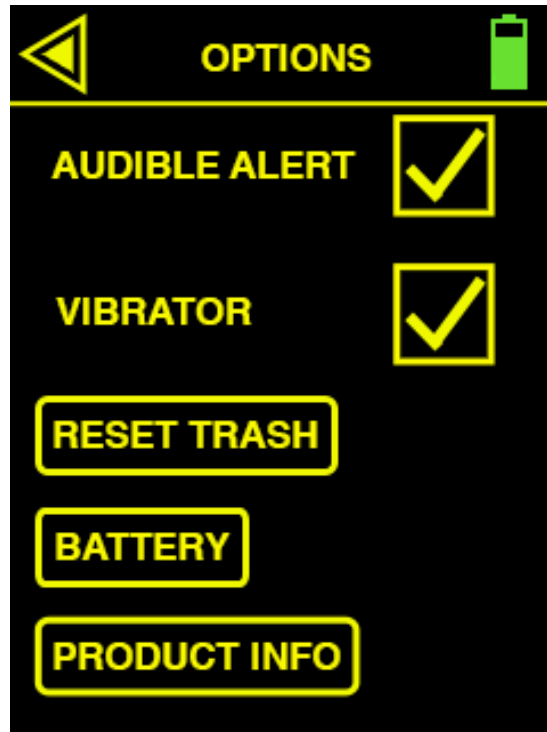 OPTIONS
AUDIBLE ALERT
VIBRATOR
RESET TRASH
BATTERY
PRODUCT INFO